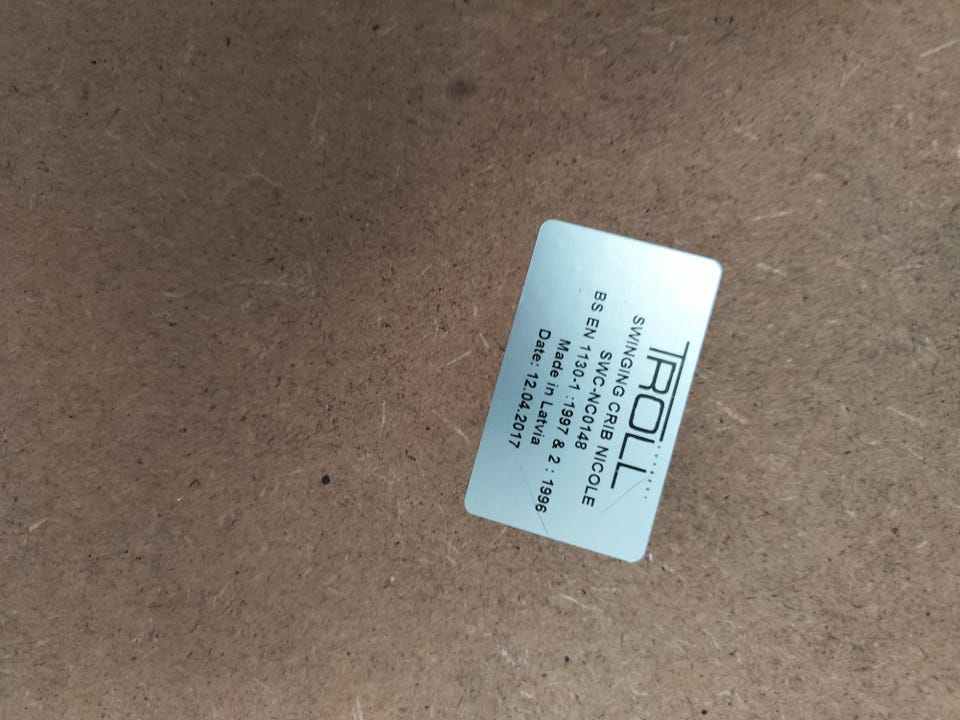 TROLL
NURSERY
SWINGING CRIB NICOLE
SWC-NC0148
BS EN 1130-1 :1997 & 2 : 1996
Made in Latvia
Date: 12.04.2017